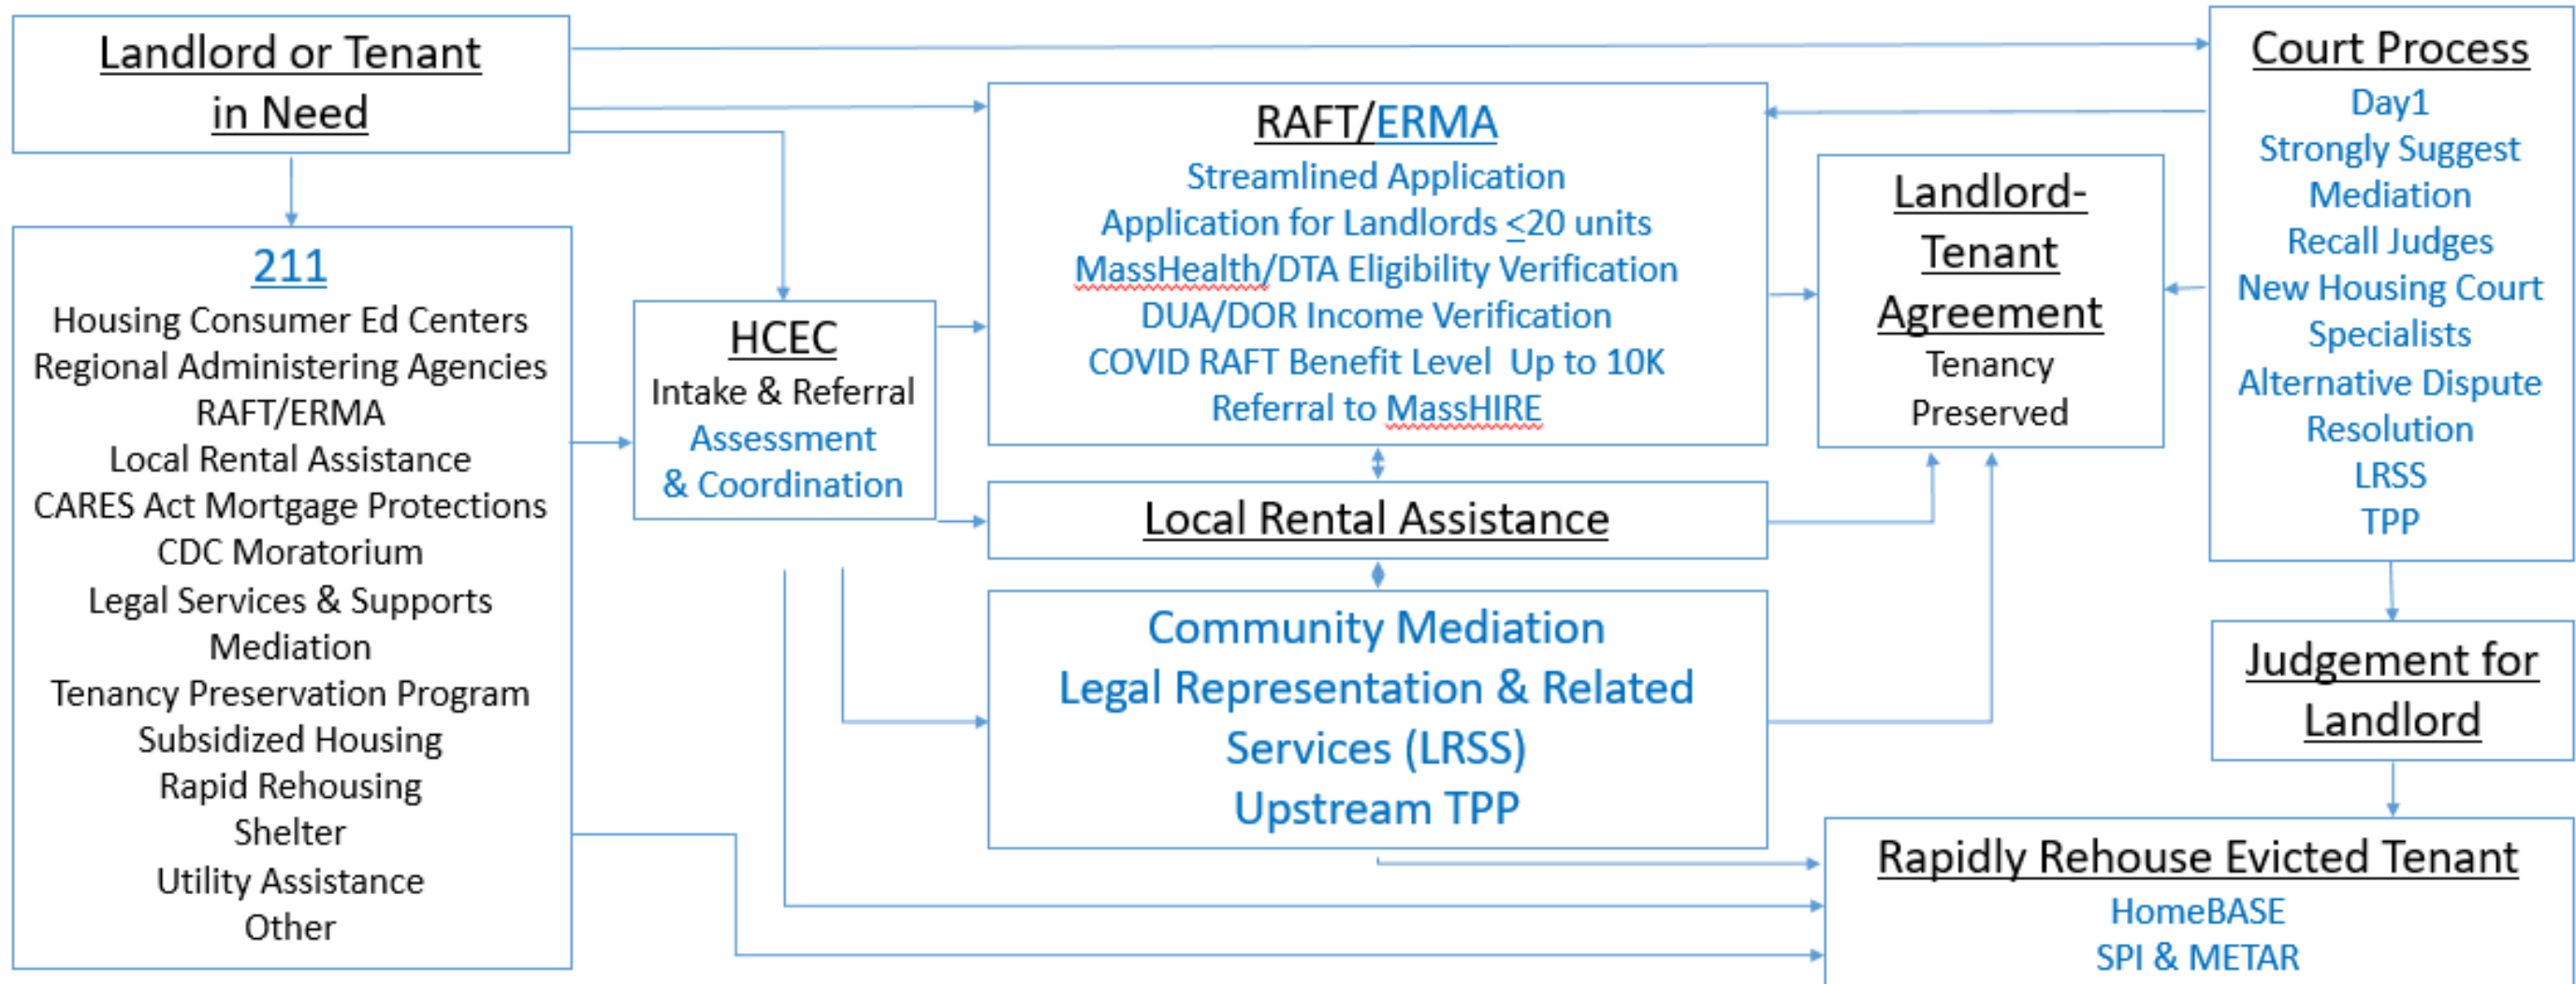 Landlord or Tenant
in Need
211
Housing Consumer Ed Centers
Regional Administering Agencies
RAFT/ERMA
Local Rental Assistance
CARES Act Mortgage Protections
CDC Moratorium
Legal Services & Supports
Mediation
Tenancy Preservation Program
Subsidized Housing
Rapid Rehousing
Shelter
Utility Assistance
Other
HCEC
Intake & Referral
Assessment
& Coordination
RAFT/ERMA
Streamlined Application
Application for Landlords ≤20 units
MassHealth/DTA Eligibility Verification
DUA/DOR Income Verification
COVID RAFT Benefit Level  Up to 10K
Referral to MassHIRE
Local Rental Assistance
Community Mediation
Legal Representation & Related
Services (LRSS)
Upstream TPP
Landlord-
Tenant
Agreement
Tenancy
Preserved
Court Process
Day1
Strongly Suggest
Mediation
Recall Judges
New Housing Court
Specialists
Alternative Dispute
Resolution
LRSS
TPP
Judgement for
Landlord
Rapidly Rehouse Evicted Tenant
HomeBASE
SPI & METAR